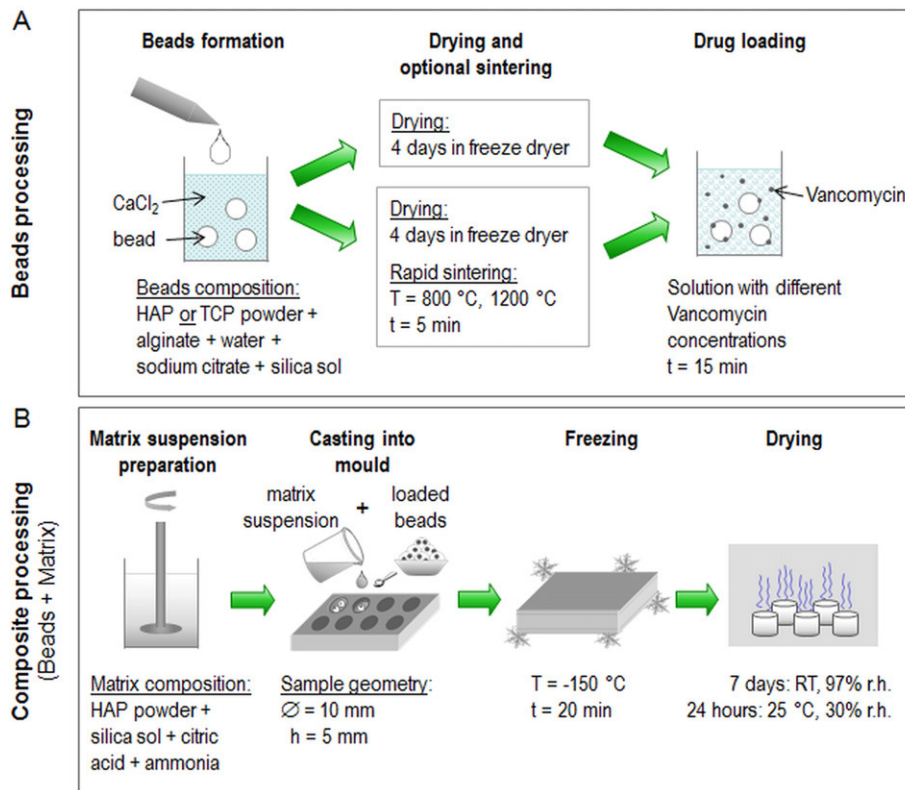 A
Beads processing
Beads formation
CaCl₂
bead
Beads composition:
HAP or TCP powder +
alginate + water +
sodium citrate + silica sol
Drying and
optional sintering
Drying:
4 days in freeze dryer
Drying:
4 days in freeze dryer
Rapid sintering:
T = 800 °C, 1200 °C
t = 5 min
Drug loading
Vancomycin
Solution with different
Vancomycin
concentrations
t = 15 min
B
Composite processing
(Beads + Matrix)
Matrix suspension
preparation
Matrix composition:
HAP powder +
silica sol + citric
acid + ammonia
Casting into
mould
matrix
suspension
+
loaded
beads
Sample geometry:
∅ = 10 mm
h = 5 mm
Freezing
T = -150 °C
t = 20 min
Drying
7 days: RT, 97% r.h.
24 hours: 25 °C, 30% r.h.